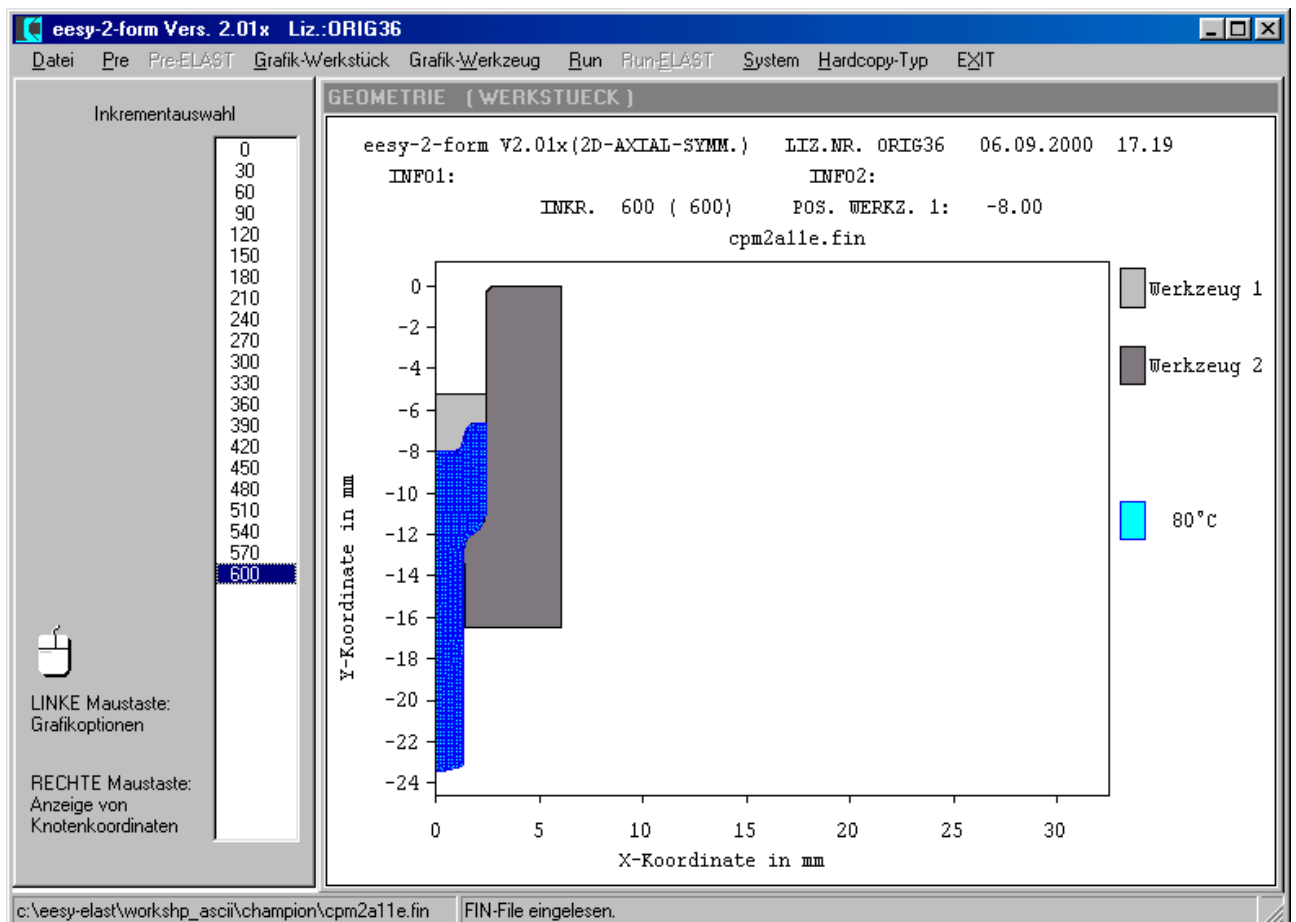 eesy-2-form Vers. 2.01x Liz.:ORIG36
Datei Pre Pre-ELAST Grafik-Werkstück Grafik-Werkzeug Run Run-ELAST System Hardcopy-Typ EXIT
Inkrementauswahl
0
30
60
90
120
150
180
210
240
270
300
330
360
390
420
450
480
510
540
570
600
LINKE Maustaste:
Grafikoptionen
RECHTE Maustaste:
Anzeige von
Knotenkoordinaten
GEOMETRIE ( WERKSTUECK )
eesy-2-form V2.01x(2D-AXIAL-SYMM.) LIZ.NR. ORIG36 06.09.2000 17.19
INFO1: INFO2:
INKR. 600 ( 600) POS. WERKZ. 1: -8.00
cpm2a11e.fin
Y-Koordinate in mm
0
-2
-4
-6
-8
-10
-12
-14
-16
-18
-20
-22
-24
0 5 10 15 20 25 30
X-Koordinate in mm
Werkzeug 1
Werkzeug 2
80°C
c:\eesy-elast\workshp_ascii\champion\cpm2a11e.fin FIN-File eingelesen.